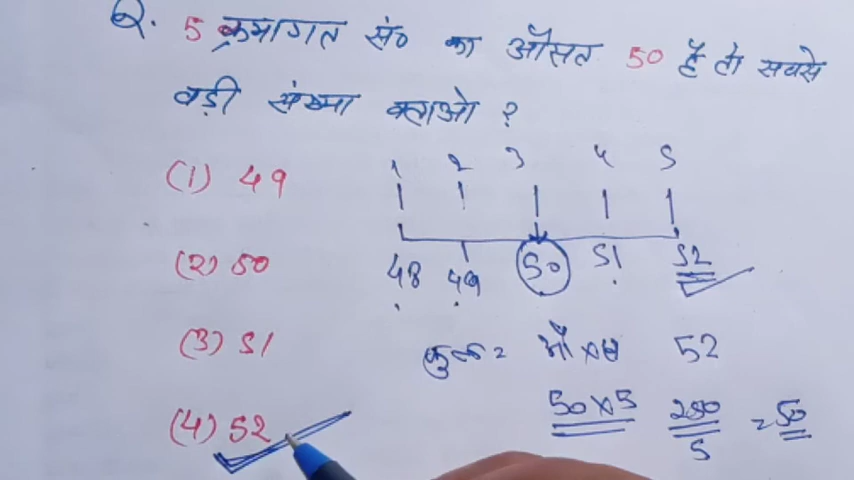 Q. 5 क्रमागत सं० का औसत 50 है तो सबसे
बड़ी संख्या बताओ ?
(1) 49
(2) 50
(3) 51
(4) 52
1 2 3 4 5
48 49 50 51 52
कुल = औ × 52
50 × 5 250/5 = 50